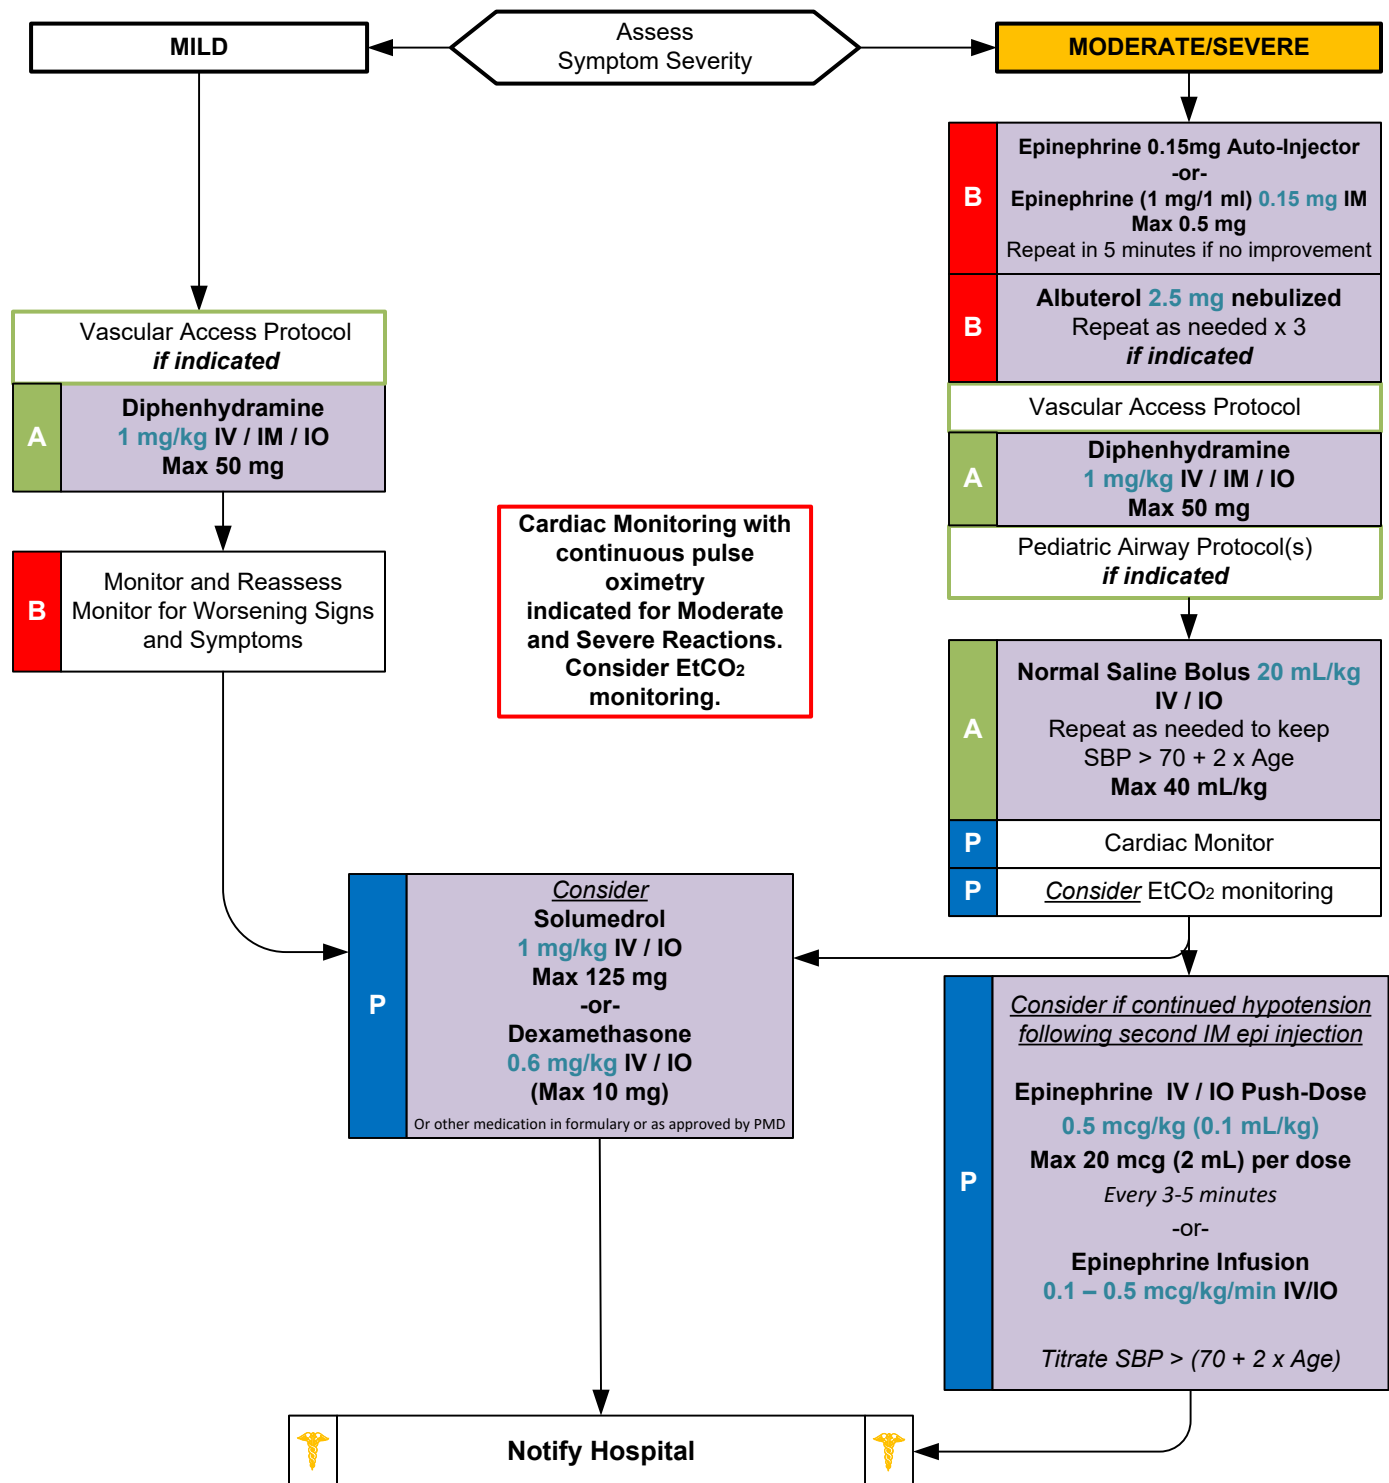 Assess
Symptom Severity
MILD
MODERATE/SEVERE
Vascular Access Protocol
if indicated
A
Diphenhydramine
1 mg/kg IV / IM / IO
Max 50 mg
B
Monitor and Reassess
Monitor for Worsening Signs
and Symptoms
Cardiac Monitoring with
continuous pulse
oximetry
indicated for Moderate
and Severe Reactions.
Consider EtCO2
monitoring.
B
Epinephrine 0.15mg Auto-Injector
-or-
Epinephrine (1 mg/1 ml) 0.15 mg IM
Max 0.5 mg
Repeat in 5 minutes if no improvement
B
Albuterol 2.5 mg nebulized
Repeat as needed x 3
if indicated
Vascular Access Protocol
A
Diphenhydramine
1 mg/kg IV / IM / IO
Max 50 mg
Pediatric Airway Protocol(s)
if indicated
A
Normal Saline Bolus 20 mL/kg
IV / IO
Repeat as needed to keep
SBP > 70 + 2 x Age
Max 40 mL/kg
P
Cardiac Monitor
P
Consider EtCO2 monitoring
P
Consider
Solumedrol
1 mg/kg IV / IO
Max 125 mg
-or-
Dexamethasone
0.6 mg/kg IV / IO
(Max 10 mg)
Or other medication in formulary or as approved by PMD
P
Consider if continued hypotension
following second IM epi injection
Epinephrine IV / IO Push-Dose
0.5 mcg/kg (0.1 mL/kg)
Max 20 mcg (2 mL) per dose
Every 3-5 minutes
-or-
Epinephrine Infusion
0.1 – 0.5 mcg/kg/min IV/IO
Titrate SBP > (70 + 2 x Age)
Notify Hospital